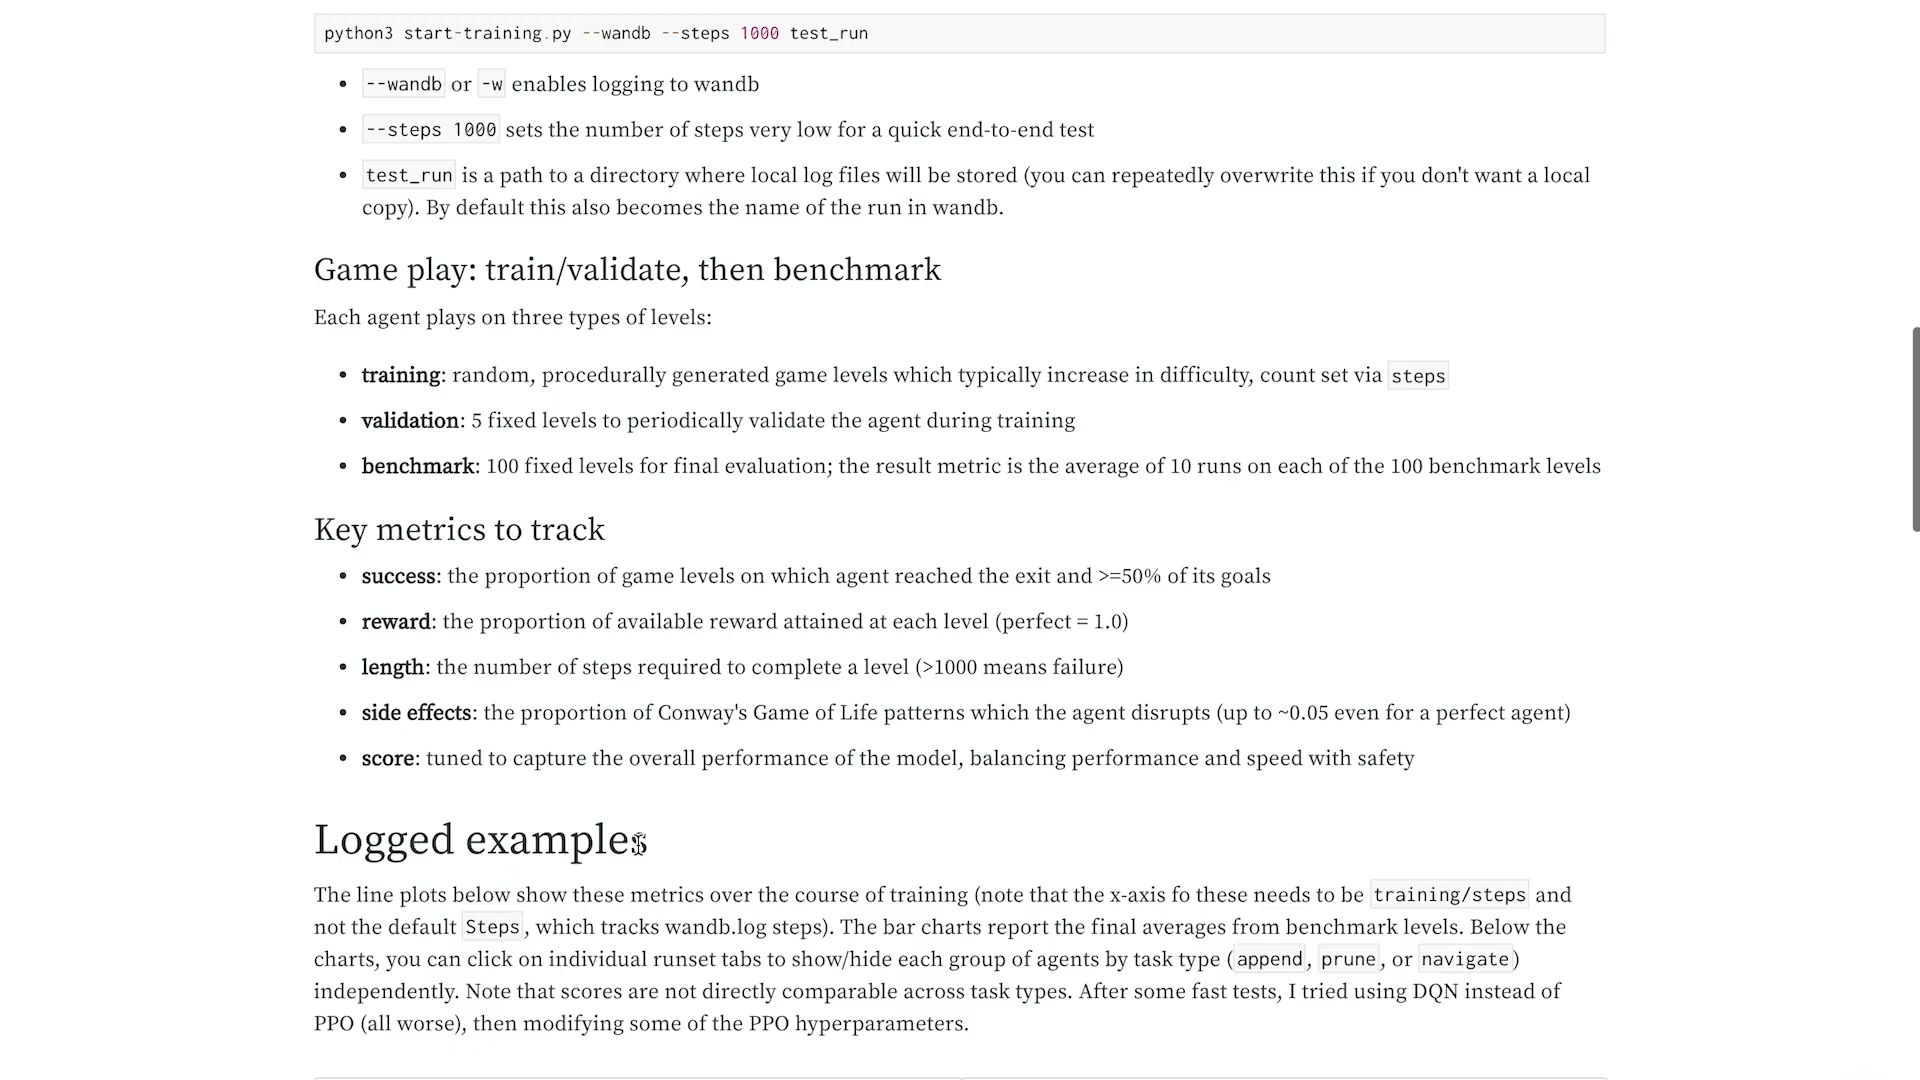 python3 start-training.py --wandb --steps 1000 test_run
• --wandb or -w enables logging to wandb
• --steps 1000 sets the number of steps very low for a quick end-to-end test
• test_run is a path to a directory where local log files will be stored (you can repeatedly overwrite this if you don't want a local
copy). By default this also becomes the name of the run in wandb.
Game play: train/validate, then benchmark
Each agent plays on three types of levels:
• training: random, procedurally generated game levels which typically increase in difficulty, count set via steps
• validation: 5 fixed levels to periodically validate the agent during training
• benchmark: 100 fixed levels for final evaluation; the result metric is the average of 10 runs on each of the 100 benchmark levels
Key metrics to track
• success: the proportion of game levels on which agent reached the exit and >=50% of its goals
• reward: the proportion of available reward attained at each level (perfect = 1.0)
• length: the number of steps required to complete a level (>1000 means failure)
• side effects: the proportion of Conway's Game of Life patterns which the agent disrupts (up to ~0.05 even for a perfect agent)
• score: tuned to capture the overall performance of the model, balancing performance and speed with safety
Logged examples
The line plots below show these metrics over the course of training (note that the x-axis fo these needs to be training/steps and
not the default Steps, which tracks wandb.log steps). The bar charts report the final averages from benchmark levels. Below the
charts, you can click on individual runset tabs to show/hide each group of agents by task type (append, prune, or navigate)
independently. Note that scores are not directly comparable across task types. After some fast tests, I tried using DQN instead of
PPO (all worse), then modifying some of the PPO hyperparameters.